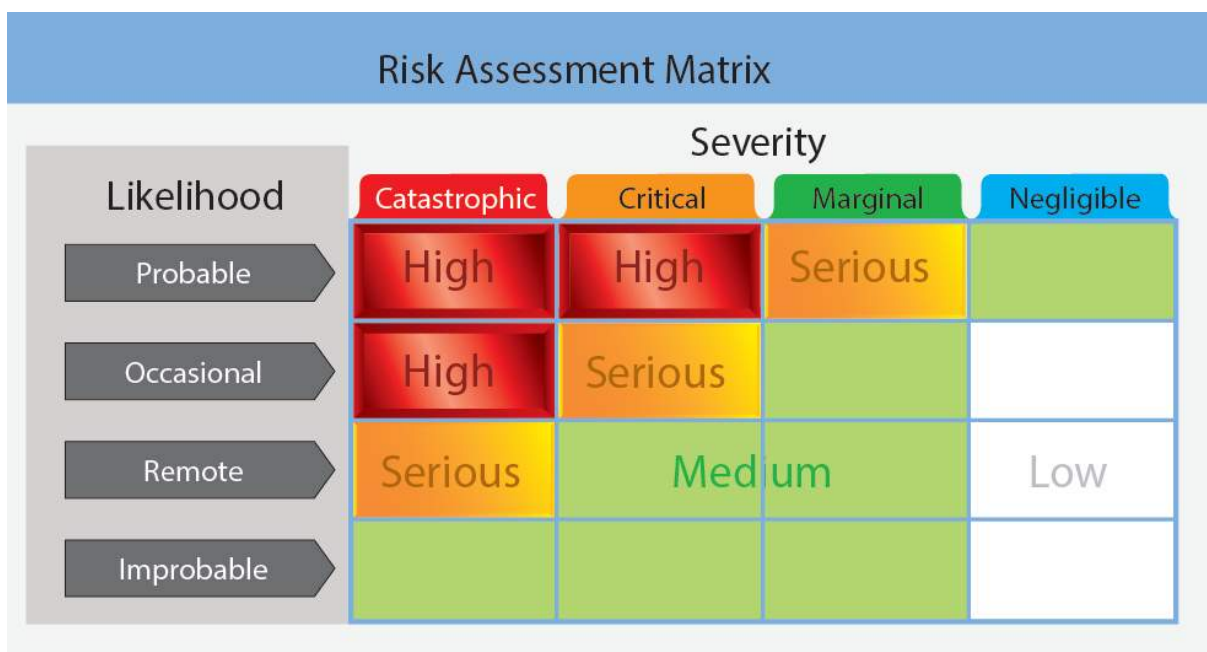 Risk Assessment Matrix
Severity
Likelihood
Catastrophic Critical Marginal Negligible
Probable High High Serious
Occasional High Serious
Remote Serious Medium Low
Improbable